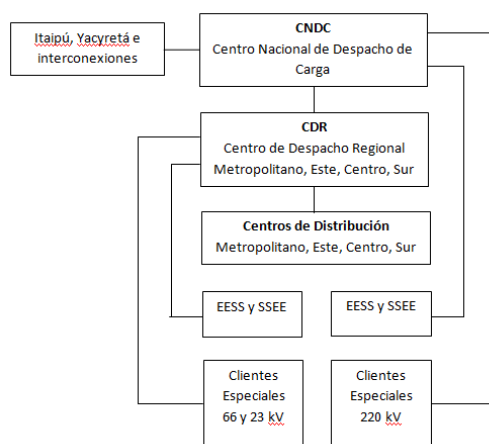 CNDC
Centro Nacional de Despacho de
Carga
Itaipú, Yacyretá e
interconexiones
CDR
Centro de Despacho Regional
Metropolitano, Este, Centro, Sur
Centros de Distribución
Metropolitano, Este, Centro, Sur
EESS y SSEE
EESS y SSEE
Clientes
Especiales
66 y 23 kV
Clientes
Especiales
220 kV